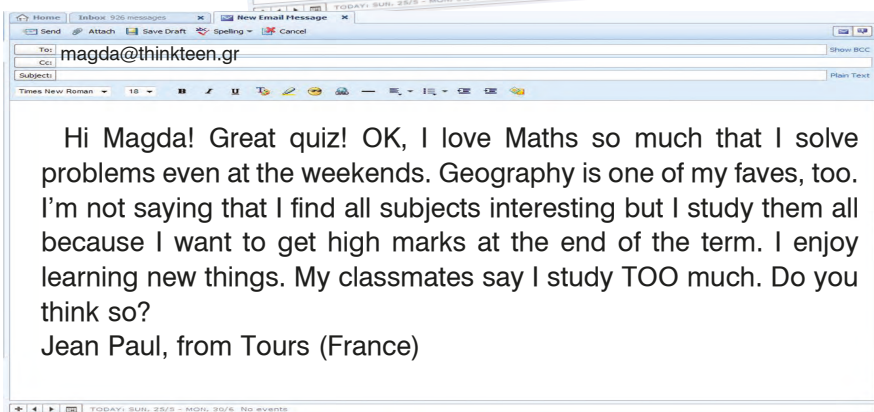 TODAY: SUN, 25/5 - MON,
Home Inbox 926 messages x New Email Message x
Send Attach Save Draft Spelling Cancel
To: magda@thinkteen.gr Show BCC
Cc:
Subject: Plain Text
Times New Roman 18 B I U
Hi Magda! Great quiz! OK, I love Maths so much that I solve
problems even at the weekends. Geography is one of my faves, too.
I'm not saying that I find all subjects interesting but I study them all
because I want to get high marks at the end of the term. I enjoy
learning new things. My classmates say I study TOO much. Do you
think so?
Jean Paul, from Tours (France)
TODAY: SUN, 25/5 - MON, 30/6 No events